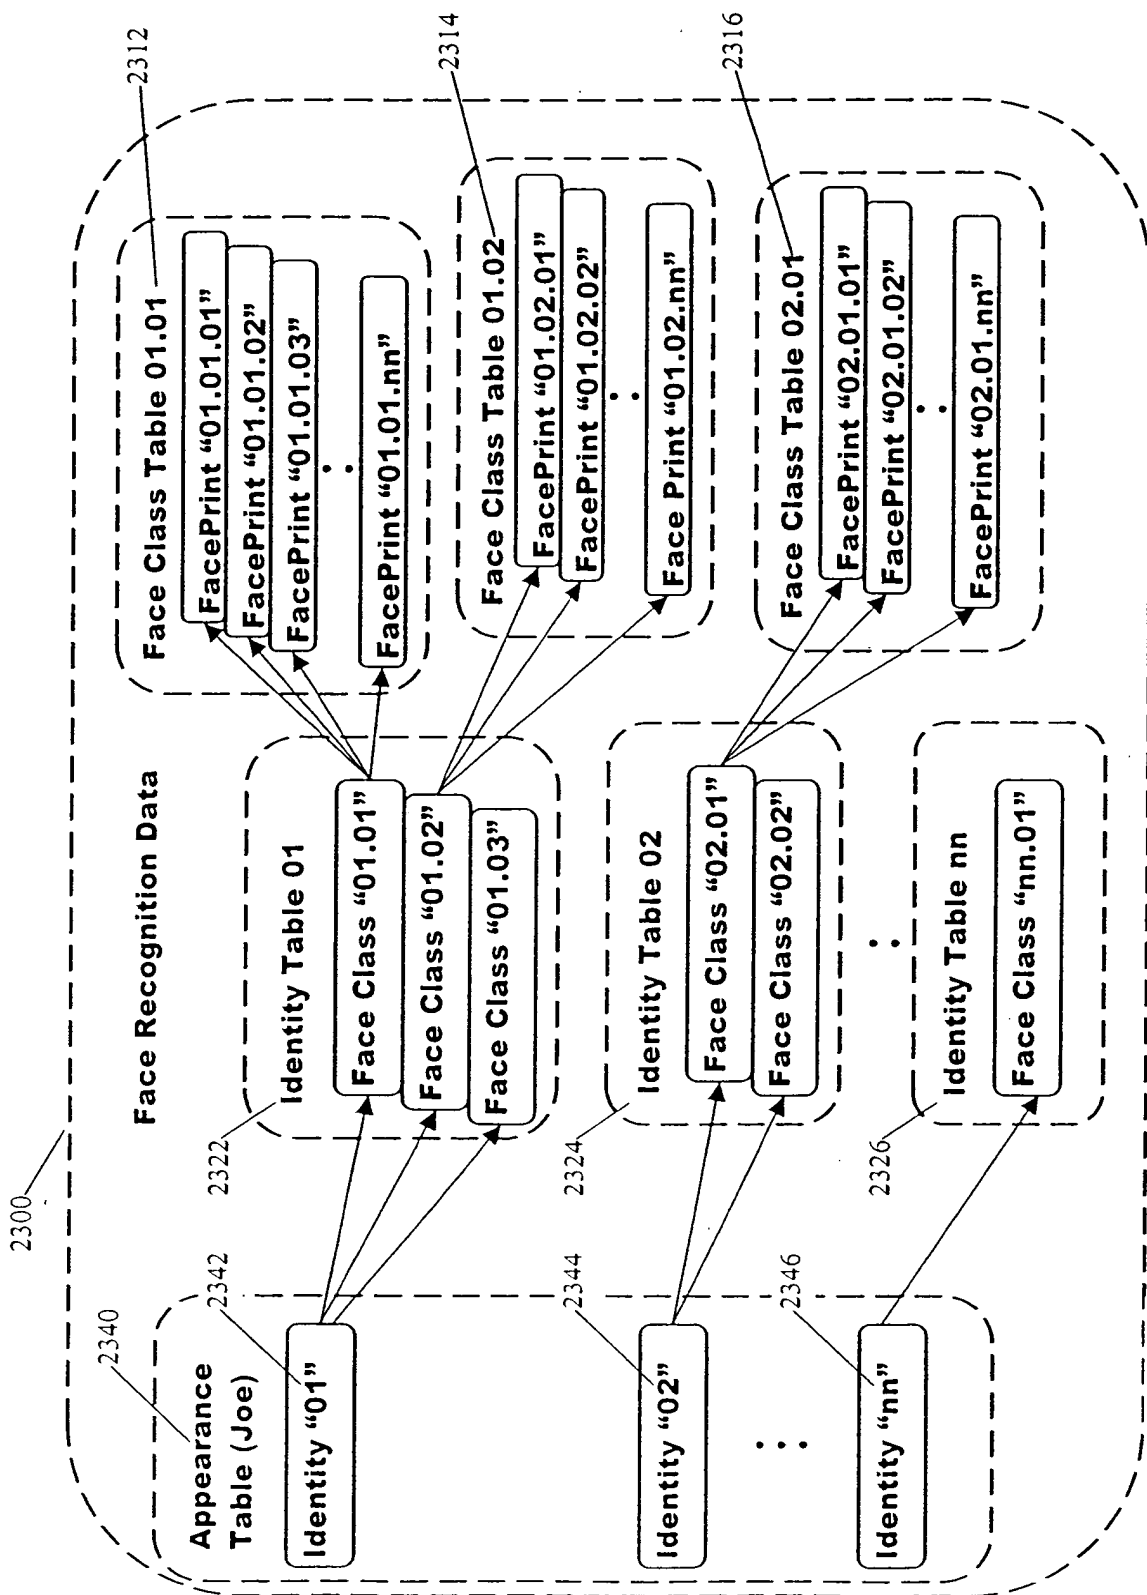 2300
Face Recognition Data
2340
Appearance
Table (Joe)
2342
Identity “01”
2344
Identity “02”
...
2346
Identity “nn”
2322
Identity Table 01
Face Class “01.01”
Face Class “01.02”
Face Class “01.03”
2324
Identity Table 02
Face Class “02.01”
Face Class “02.02”
..
2326
Identity Table nn
Face Class “nn.01”
2312
Face Class Table 01.01
FacePrint “01.01.01”
FacePrint “01.01.02”
FacePrint “01.01.03”
..
FacePrint “01.01.nn”
2314
Face Class Table 01.02
FacePrint “01.02.01”
FacePrint “01.02.02”
..
Face Print “01.02.nn”
2316
Face Class Table 02.01
FacePrint “02.01.01”
FacePrint “02.01.02”
..
FacePrint “02.01.nn”